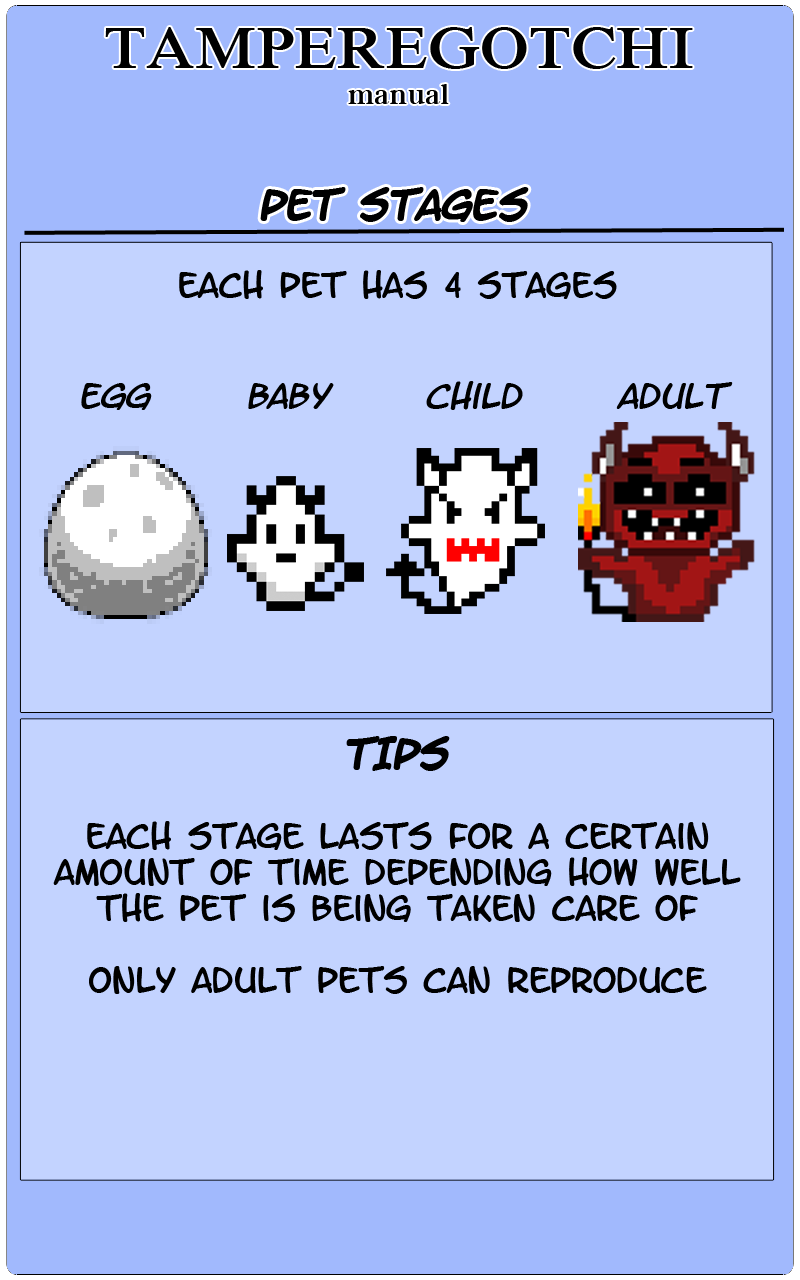 TAMPEREGOTCHI
manual
PET STAGES
EACH PET HAS 4 STAGES
EGG BABY CHILD ADULT
TIPS
EACH STAGE LASTS FOR A CERTAIN
AMOUNT OF TIME DEPENDING HOW WELL
THE PET IS BEING TAKEN CARE OF
ONLY ADULT PETS CAN REPRODUCE